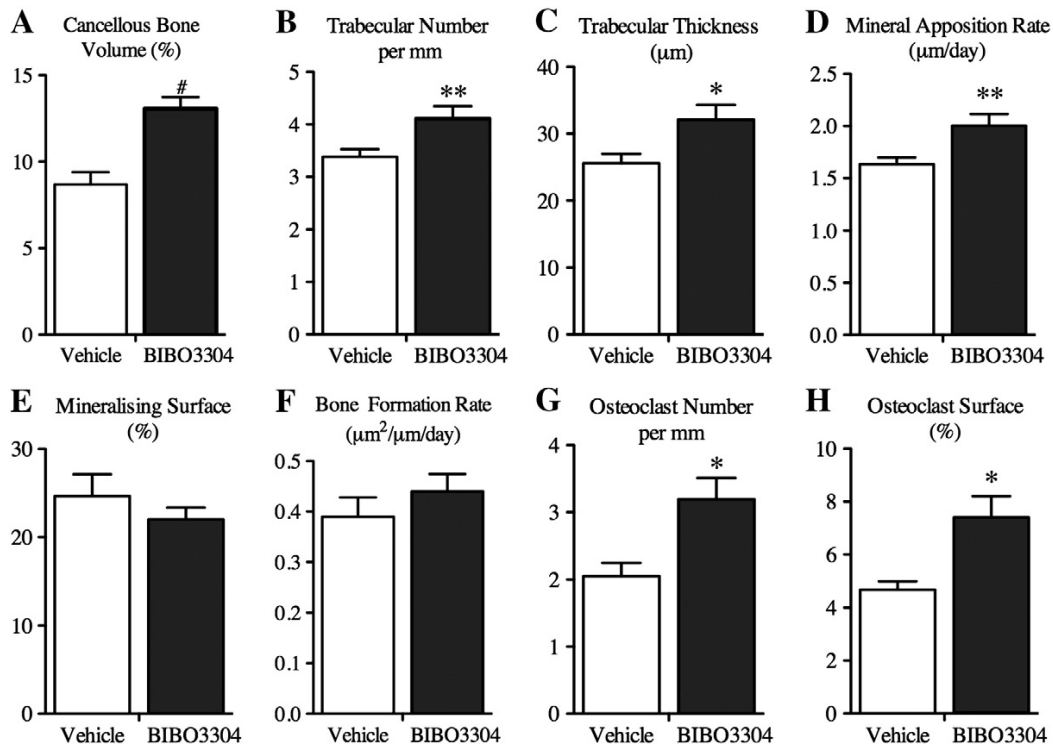 A
Cancellous Bone
Volume (%)
15
#
10
5
0
Vehicle BIBO3304
B
Trabecular Number
per mm
5
**
4
3
2
1
0
Vehicle BIBO3304
C
Trabecular Thickness
(μm)
40
*
30
20
10
0
Vehicle BIBO3304
D
Mineral Apposition Rate
(μm/day)
2.5
**
2.0
1.5
1.0
0.5
0.0
Vehicle BIBO3304
E
Mineralising Surface
(%)
30
20
10
0
Vehicle BIBO3304
F
Bone Formation Rate
(μm²/μm/day)
0.5
0.4
0.3
0.2
0.1
0.0
Vehicle BIBO3304
G
Osteoclast Number
per mm
4
*
3
2
1
0
Vehicle BIBO3304
H
Osteoclast Surface
(%)
10
*
8
6
4
2
0
Vehicle BIBO3304